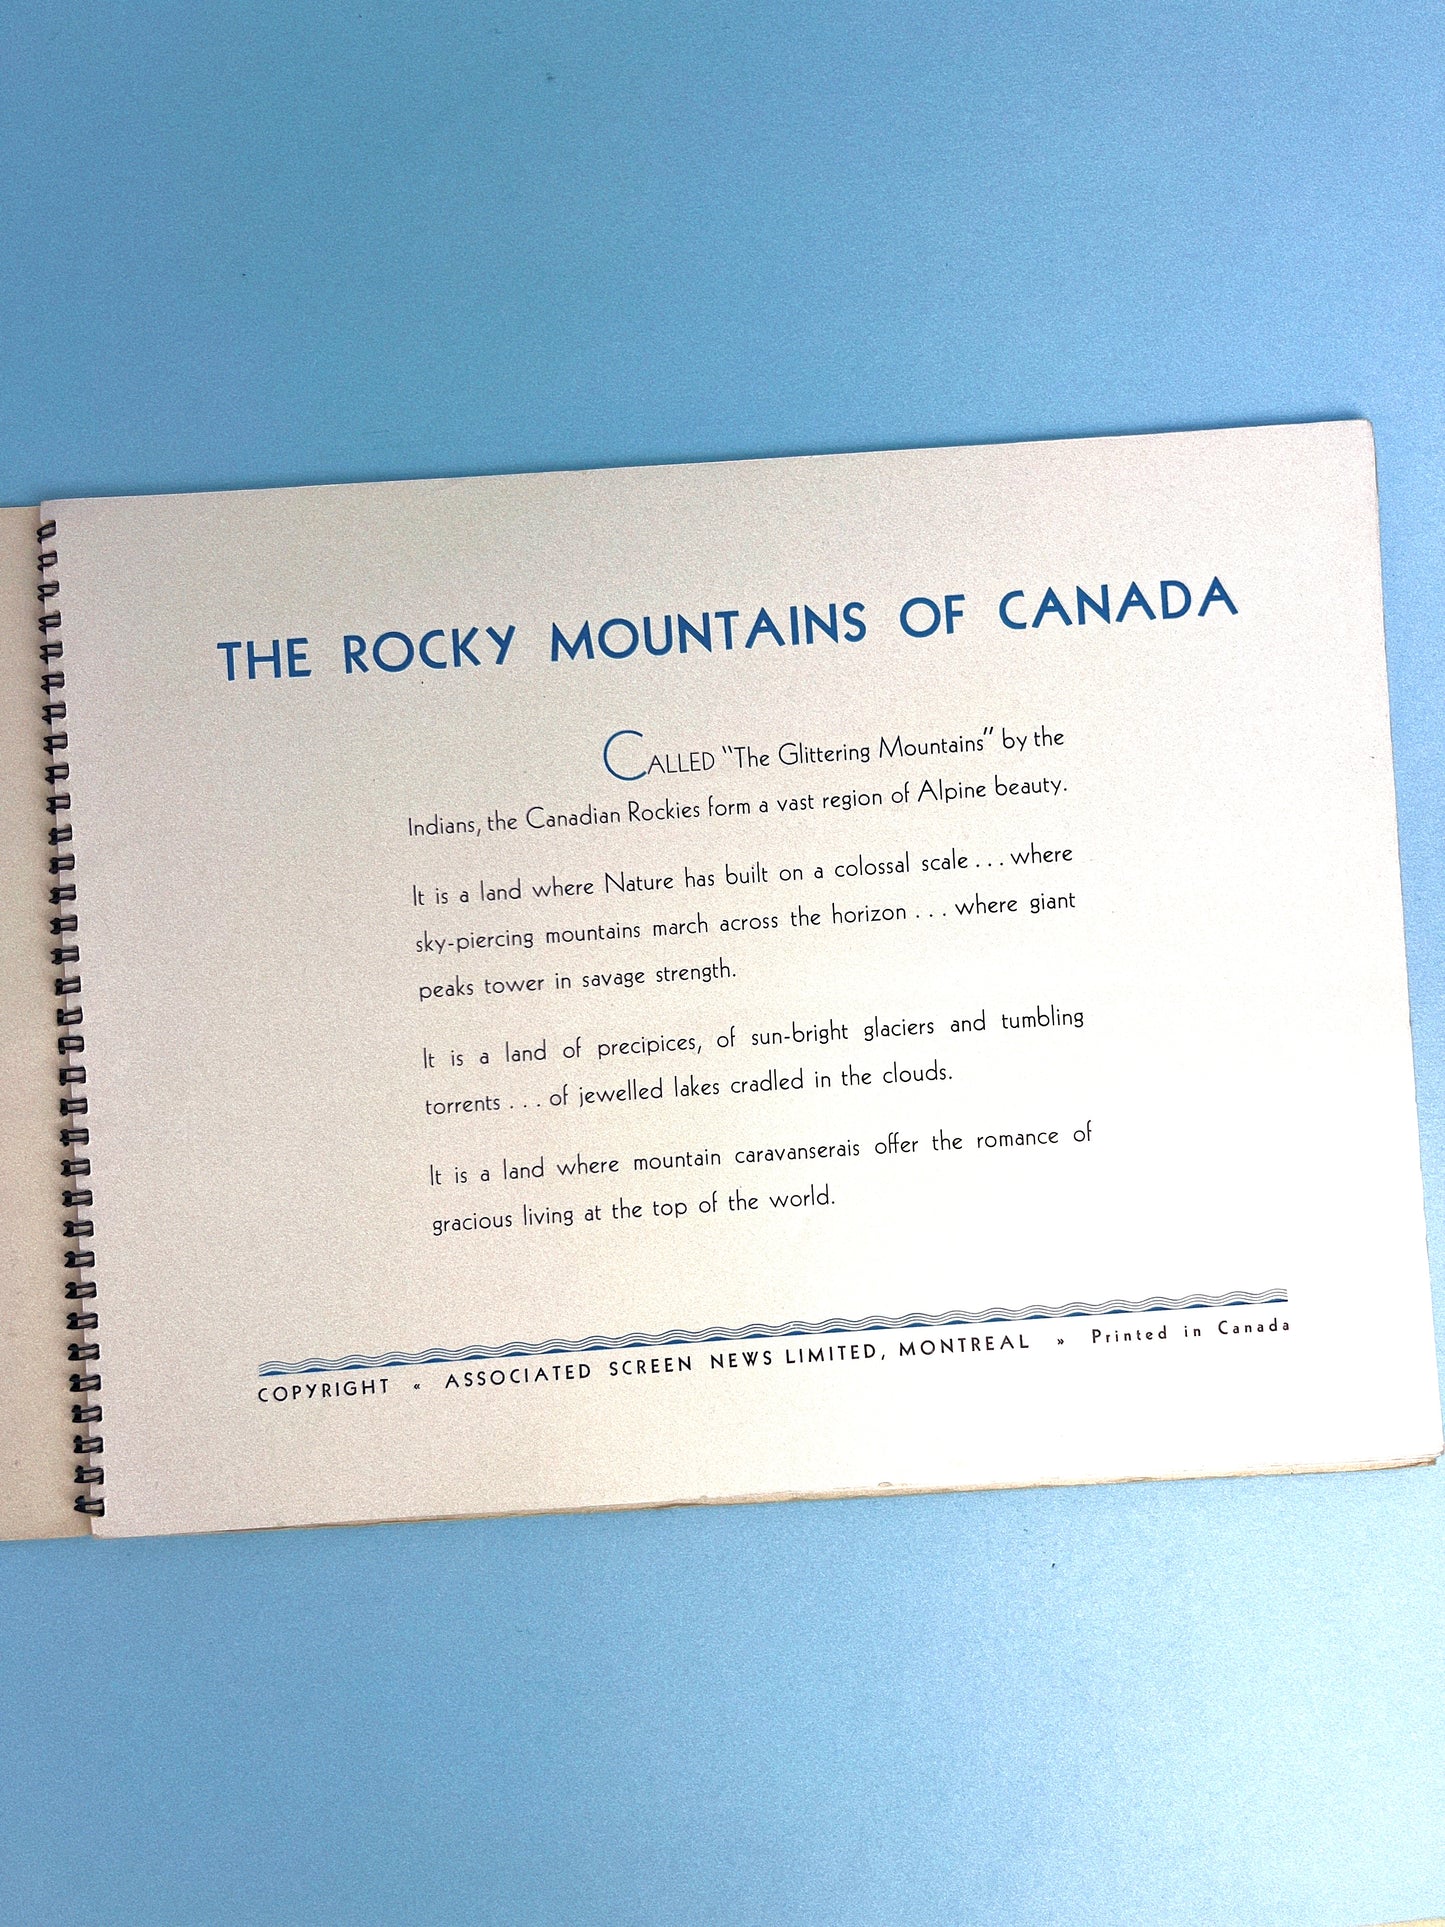 THE ROCKY MOUNTAINS OF CANADA
CALLED "The Glittering Mountains" by the
Indians, the Canadian Rockies form a vast region of Alpine beauty.
It is a land where Nature has built on a colossal scale . . . where
sky-piercing mountains march across the horizon . . . where giant
peaks tower in savage strength.
It is a land of precipices, of sun-bright glaciers and tumbling
torrents . . . of jewelled lakes cradled in the clouds.
It is a land where mountain caravanserais offer the romance of
gracious living at the top of the world.
COPYRIGHT « ASSOCIATED SCREEN NEWS LIMITED, MONTREAL » Printed in Canada